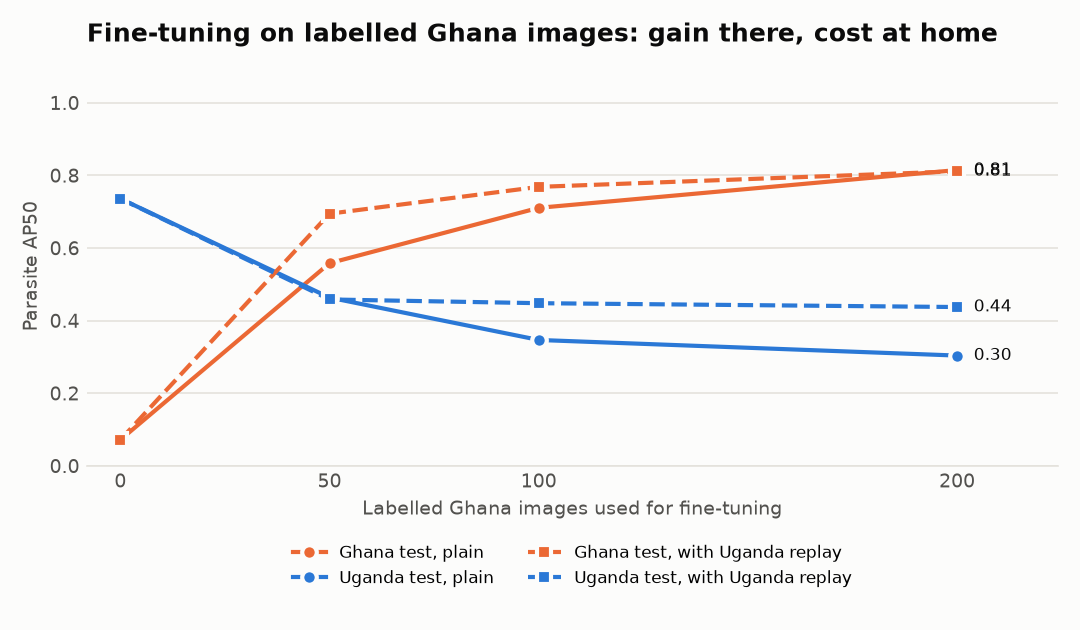 Fine-tuning on labelled Ghana images: gain there, cost at home
1.0
0.8
0.6
0.4
0.2
0.0
Parasite AP50
0.81
0.44
0.30
0 50 100 200
Labelled Ghana images used for fine-tuning
Ghana test, plain Ghana test, with Uganda replay
Uganda test, plain Uganda test, with Uganda replay